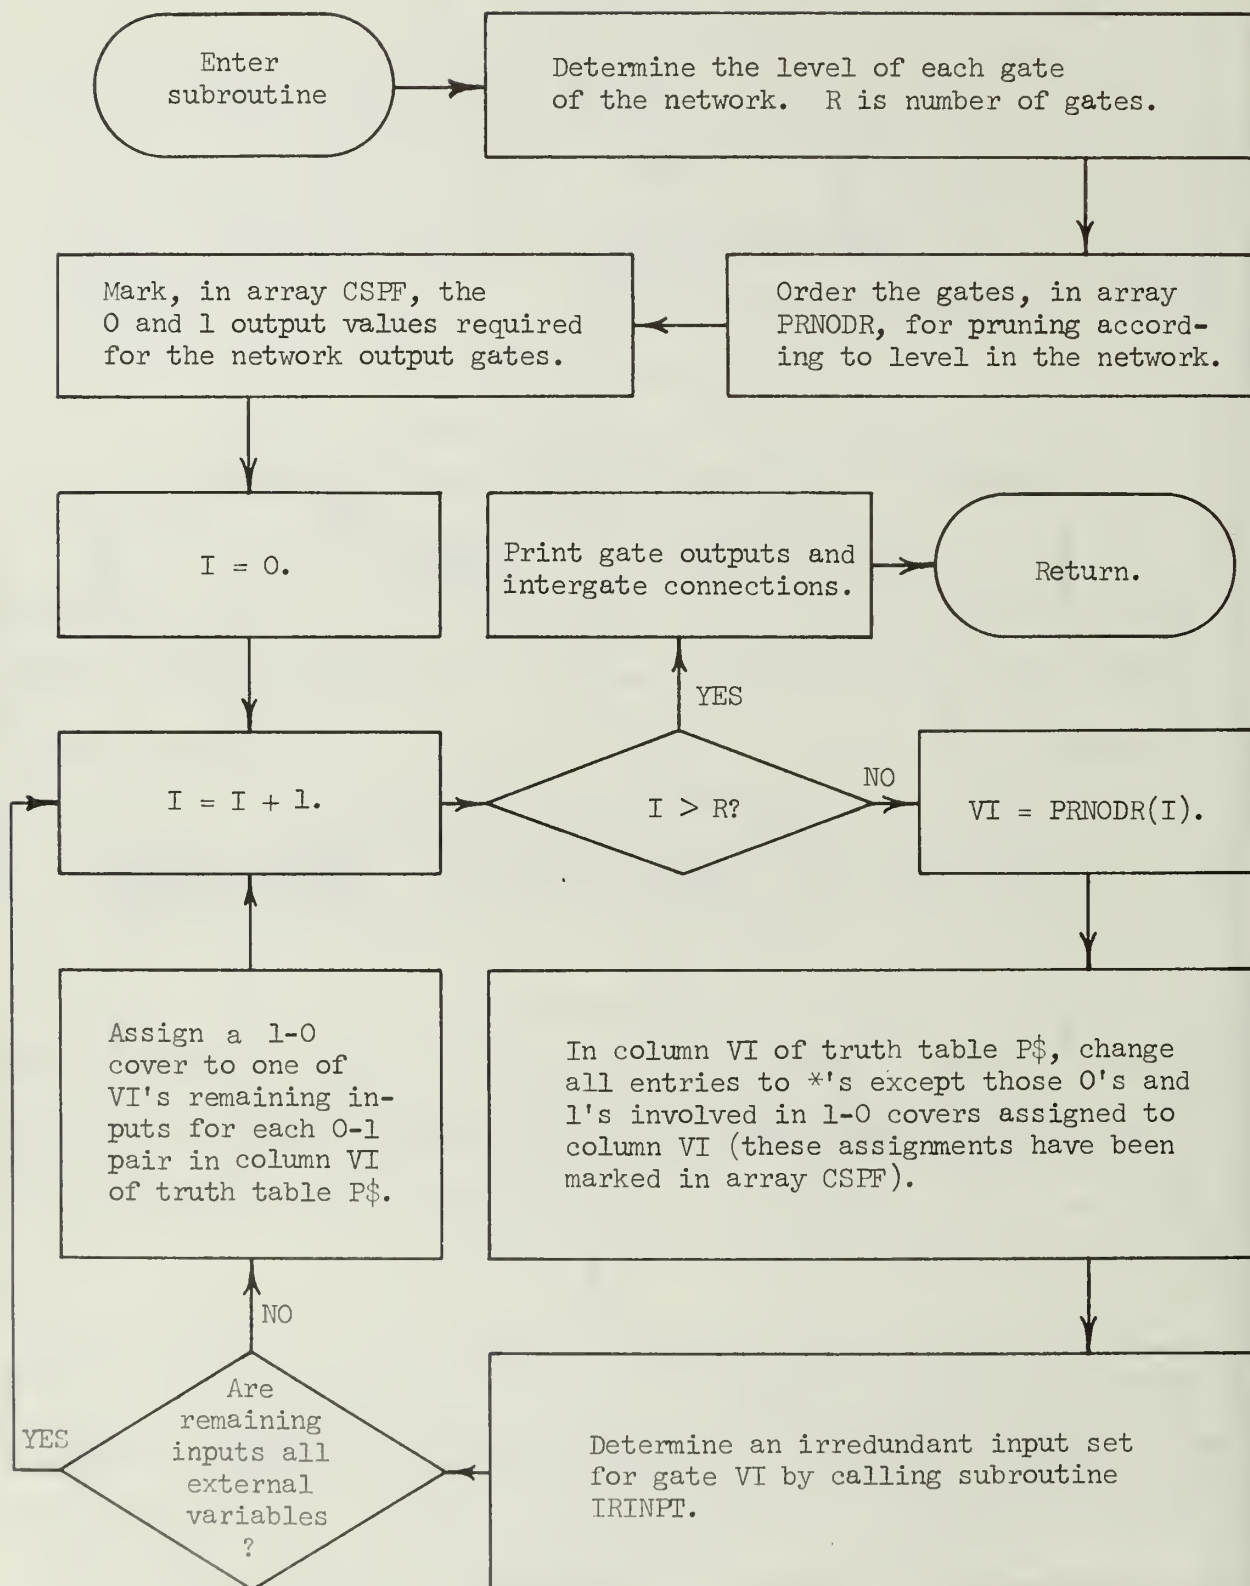 Enter
subroutine
Determine the level of each gate
of the network. R is number of gates.
Order the gates, in array
PRNODR, for pruning accord-
ing to level in the network.
Mark, in array CSPF, the
0 and 1 output values required
for the network output gates.
I = 0.
Print gate outputs and
intergate connections.
Return.
YES
I = I + 1.
I > R?
NO
VI = PRNODR(I).
Assign a 1-0
cover to one of
VI's remaining in-
puts for each 0-1
pair in column VI
of truth table P$.
In column VI of truth table P$, change
all entries to *'s except those 0's and
1's involved in 1-0 covers assigned to
column VI (these assignments have been
marked in array CSPF).
NO
YES
Are
remaining
inputs all
external
variables
?
Determine an irredundant input set
for gate VI by calling subroutine
IRINPT.